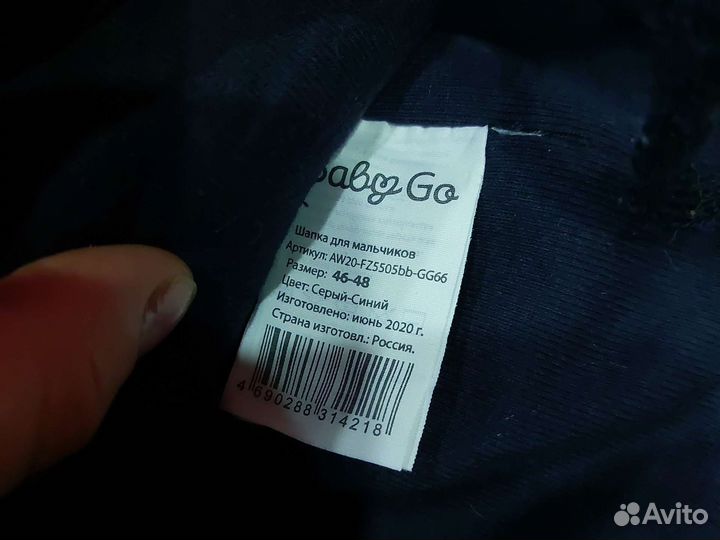 Baby Go
Шапка для мальчиков
Артикул: AW20-FZ5505bb-GG66
Размер: 46-48
Цвет: Серый-Синий
Изготовлено: июнь 2020 г.
Страна изготовл.: Россия.
4 690288 314218
Avito